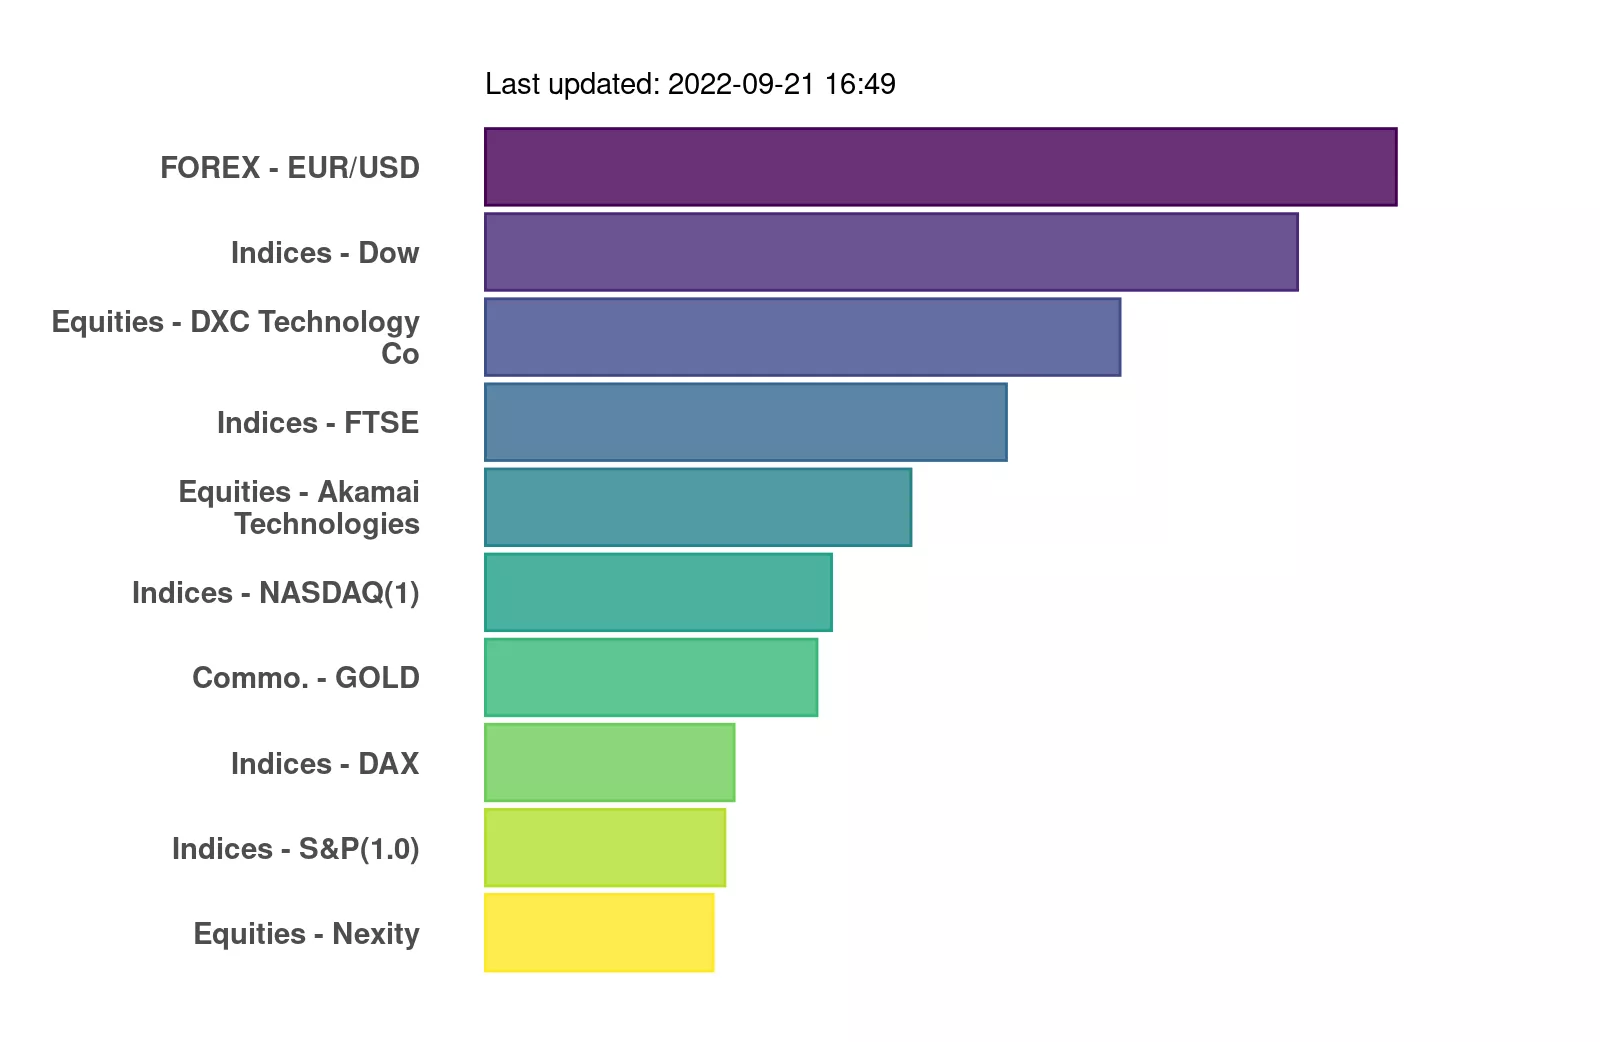 Last updated: 2022-09-21 16:49
FOREX - EUR/USD
Indices - Dow
Equities - DXC Technology
Co
Indices - FTSE
Equities - Akamai
Technologies
Indices - NASDAQ(1)
Commo. - GOLD
Indices - DAX
Indices - S&P(1.0)
Equities - Nexity